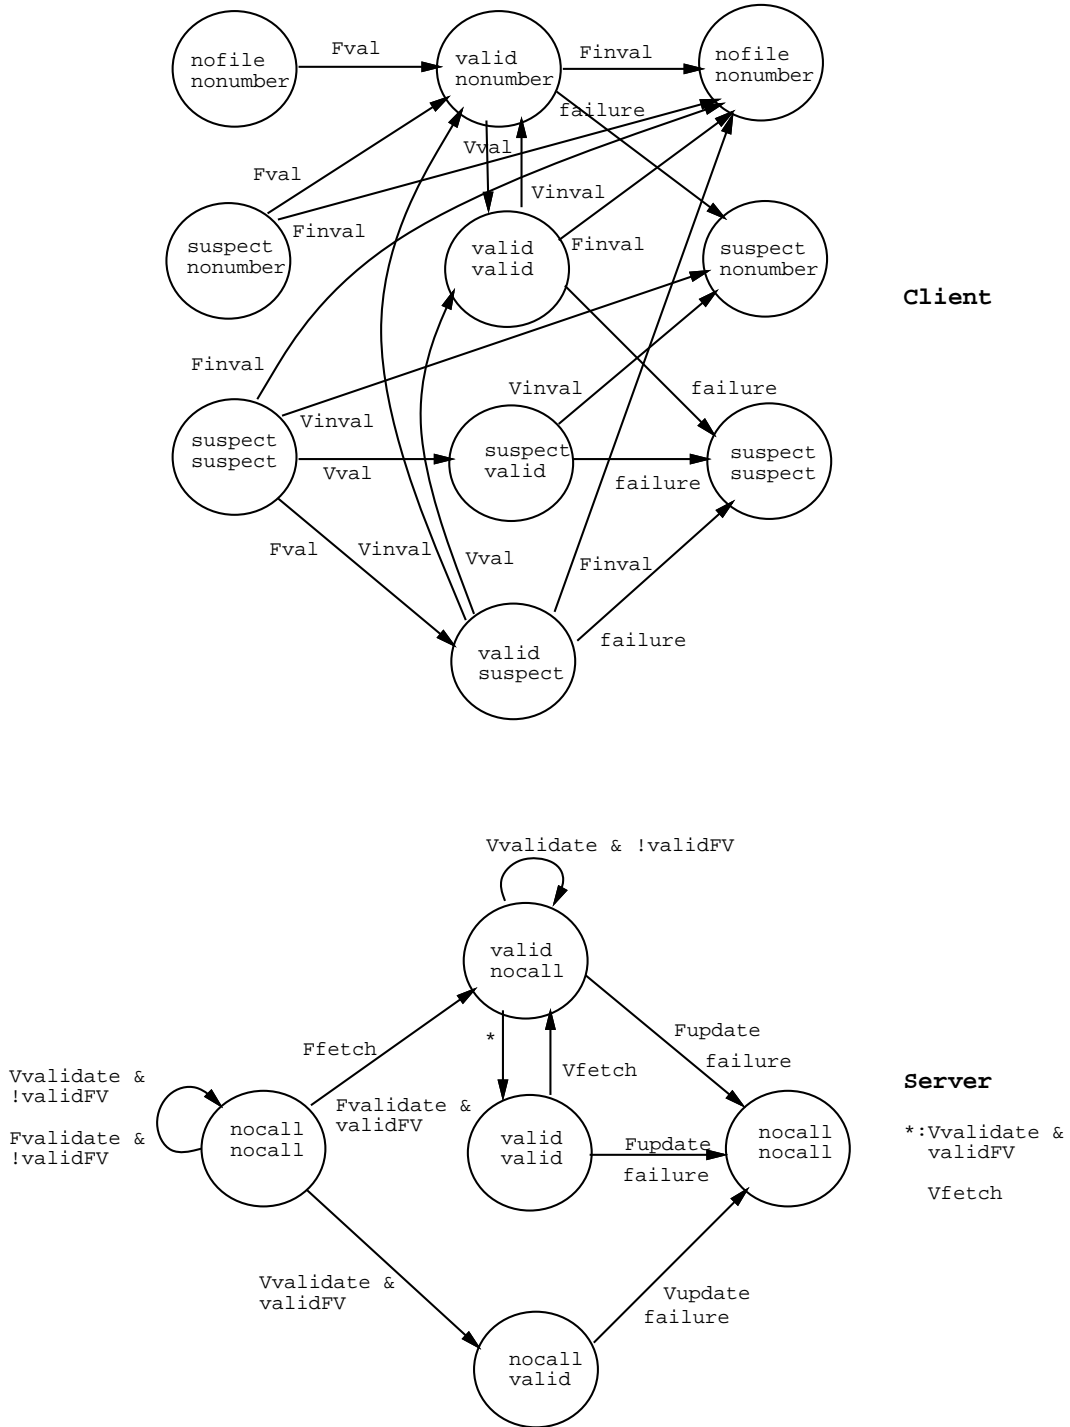 nofile
nonumber
Fval
valid
nonumber
Finval
nofile
nonumber
failure
Vval
Fval
Vinval
suspect
nonumber
Finval
valid
valid
Finval
suspect
nonumber
Client
Finval
Vinval
failure
Vinval
suspect
suspect
Vval
suspect
valid
failure
suspect
suspect
Fval
Vinval
Vval
Finval
failure
valid
suspect
Vvalidate & !validFV
valid
nocall
*
Ffetch
Fupdate
failure
Vfetch
Vvalidate &
!validFV
Fvalidate &
!validFV
nocall
nocall
Fvalidate &
validFV
valid
valid
Fupdate
failure
nocall
nocall
Server
*:Vvalidate &
validFV
Vfetch
Vvalidate &
validFV
Vupdate
failure
nocall
valid